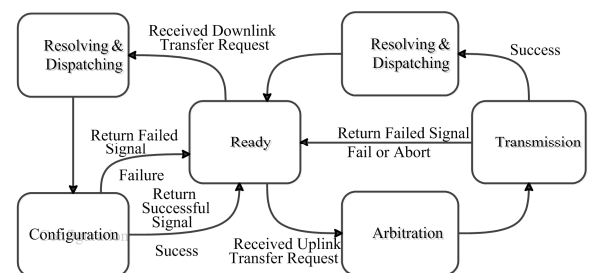 Received Downlink
Transfer Request
Resolving &
Dispatching
Resolving &
Dispatching
Success
Return Failed
Signal
Failure
Ready
Return Failed Signal
Fail or Abort
Transmission
Return
Successful
Signal
Sucess
Configuration
Received Uplink
Transfer Request
Arbitration